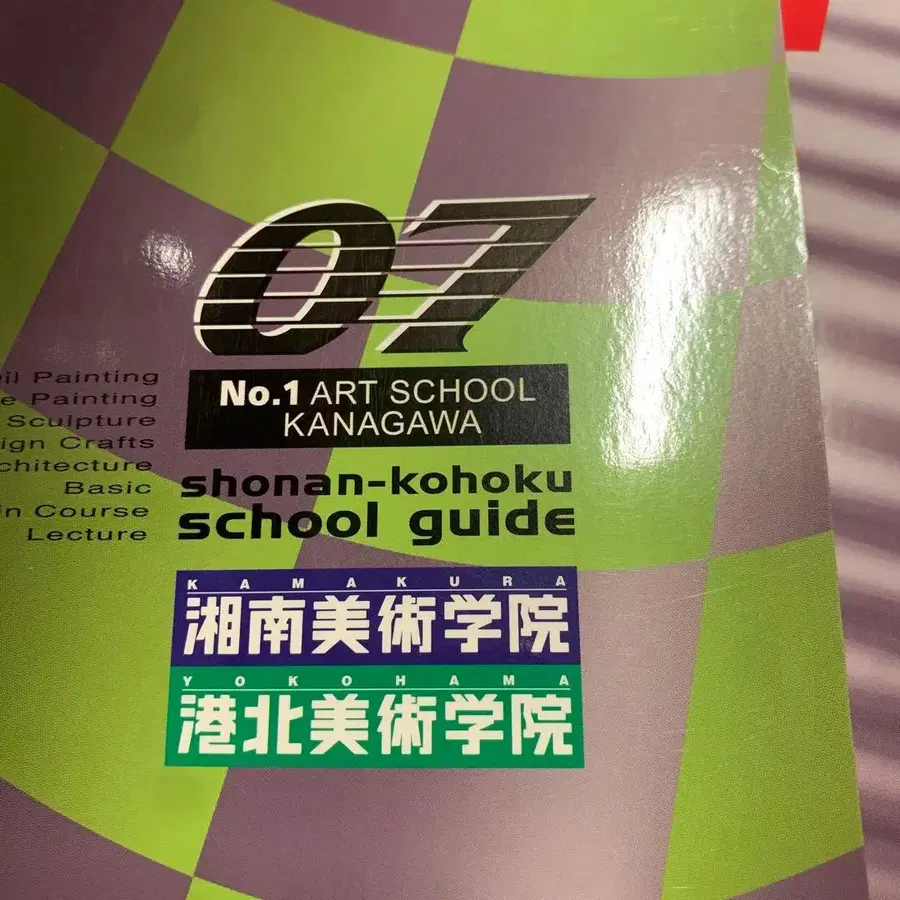 07
No.1 ART SCHOOL
KANAGAWA
Painting
Painting
Sculpture
Crafts
Basic
Course
Lecture
shonan-kohoku
school guide
KAMAKURA
湘南美術学院
YOKOHAMA
港北美術学院